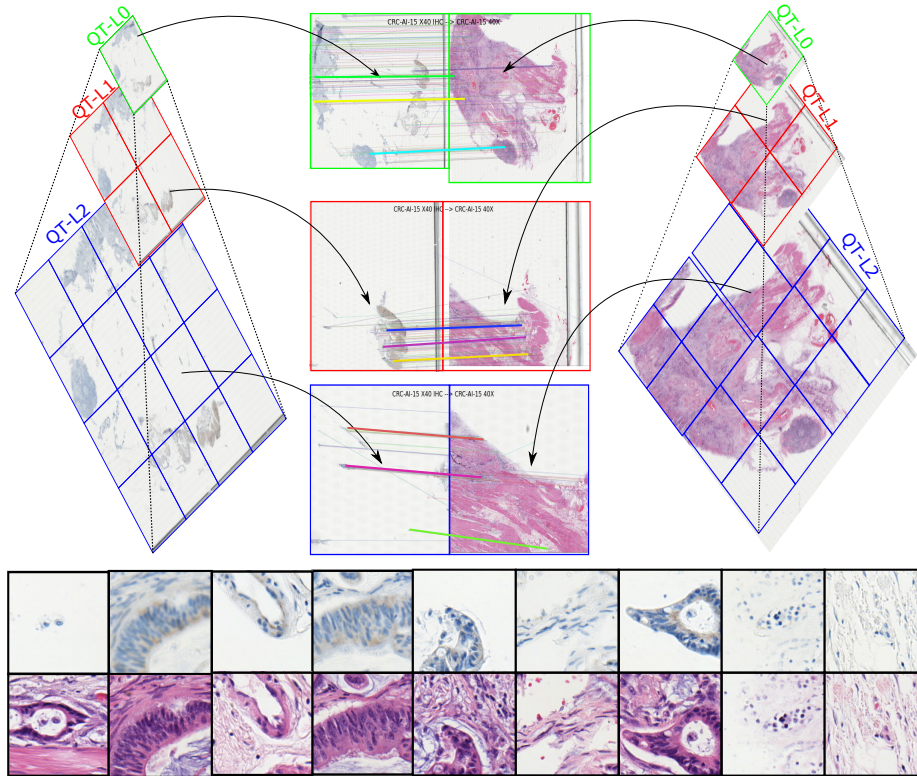 QT-L0
QT-L1
QT-L2
CRC-AI-15 X40 IHC --> CRC-AI-15 40X
CRC-AI-15 X40 IHC --> CRC-AI-15 40X
CRC-AI-15 X40 IHC --> CRC-AI-15 40X
QT-L0
QT-L1
QT-L2